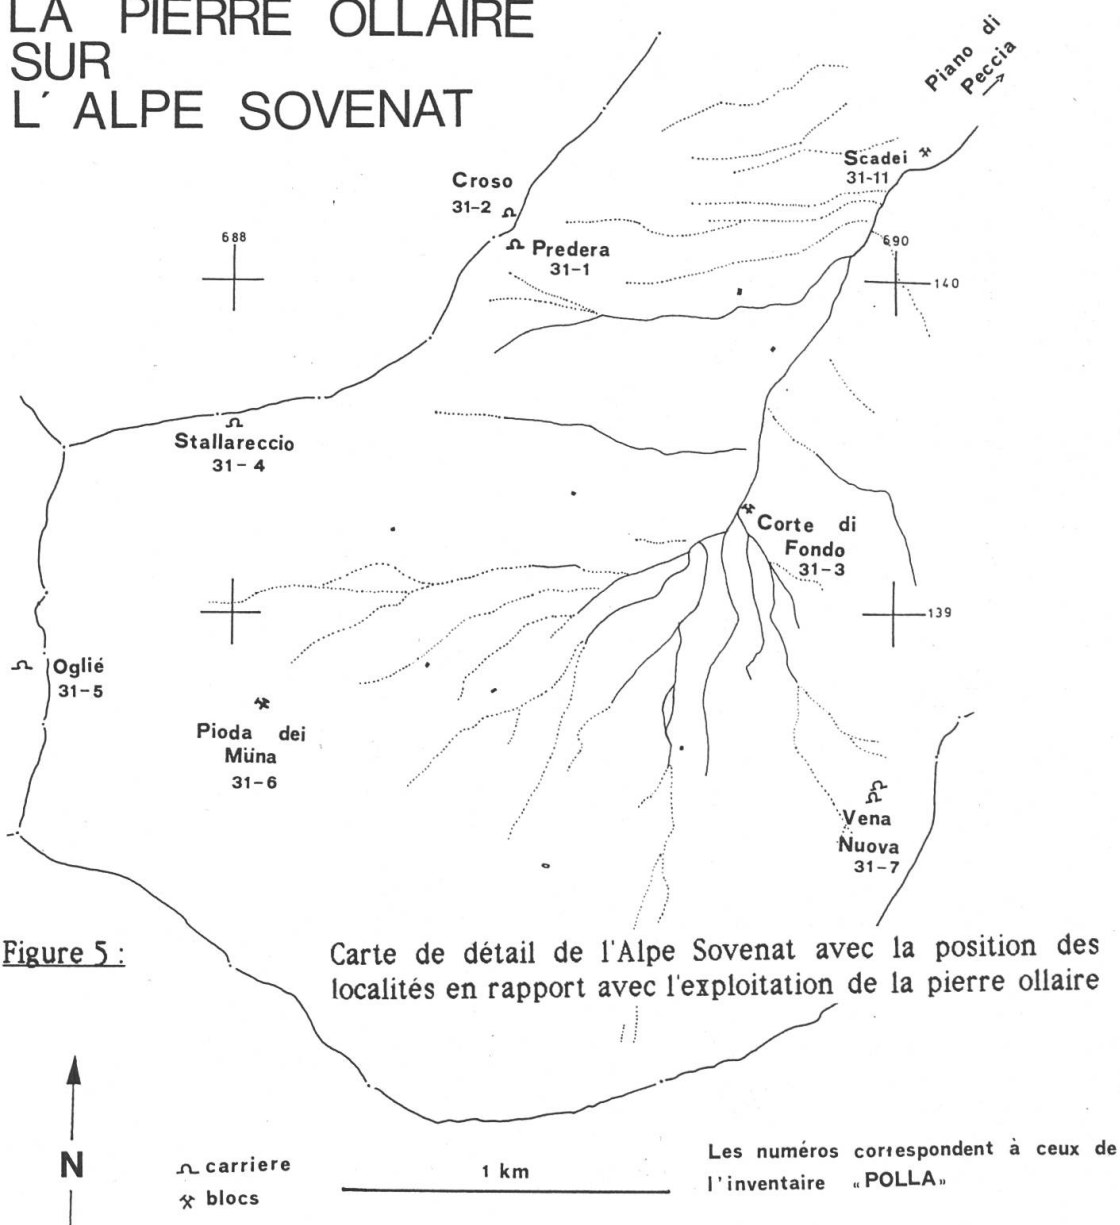 LA PIERRE OLLAIRE
SUR
L' ALPE SOVENAT
Piano di
Peccia
Scadei
31-11
Croso
31-2
Predera
31-1
688
690
140
Stallareccio
31-4
Corte di
Fondo
31-3
139
Oglié
31-5
Pioda dei
Müna
31-6
Vena
Nuova
31-7
Figure 5 :
Carte de détail de l'Alpe Sovenat avec la position des
localités en rapport avec l'exploitation de la pierre ollaire
N
carriere
blocs
1 km
Les numéros correspondent à ceux de
l'inventaire „POLLA„